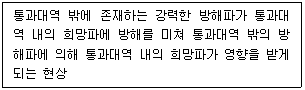 통과대역 밖에 존재하는 강력한 방해파가 통과대
역 내의 희망파에 방해를 미쳐 통과대역 밖의 방
해파에 의해 통과대역 내의 희망파가 영향을 받게
되는 현상